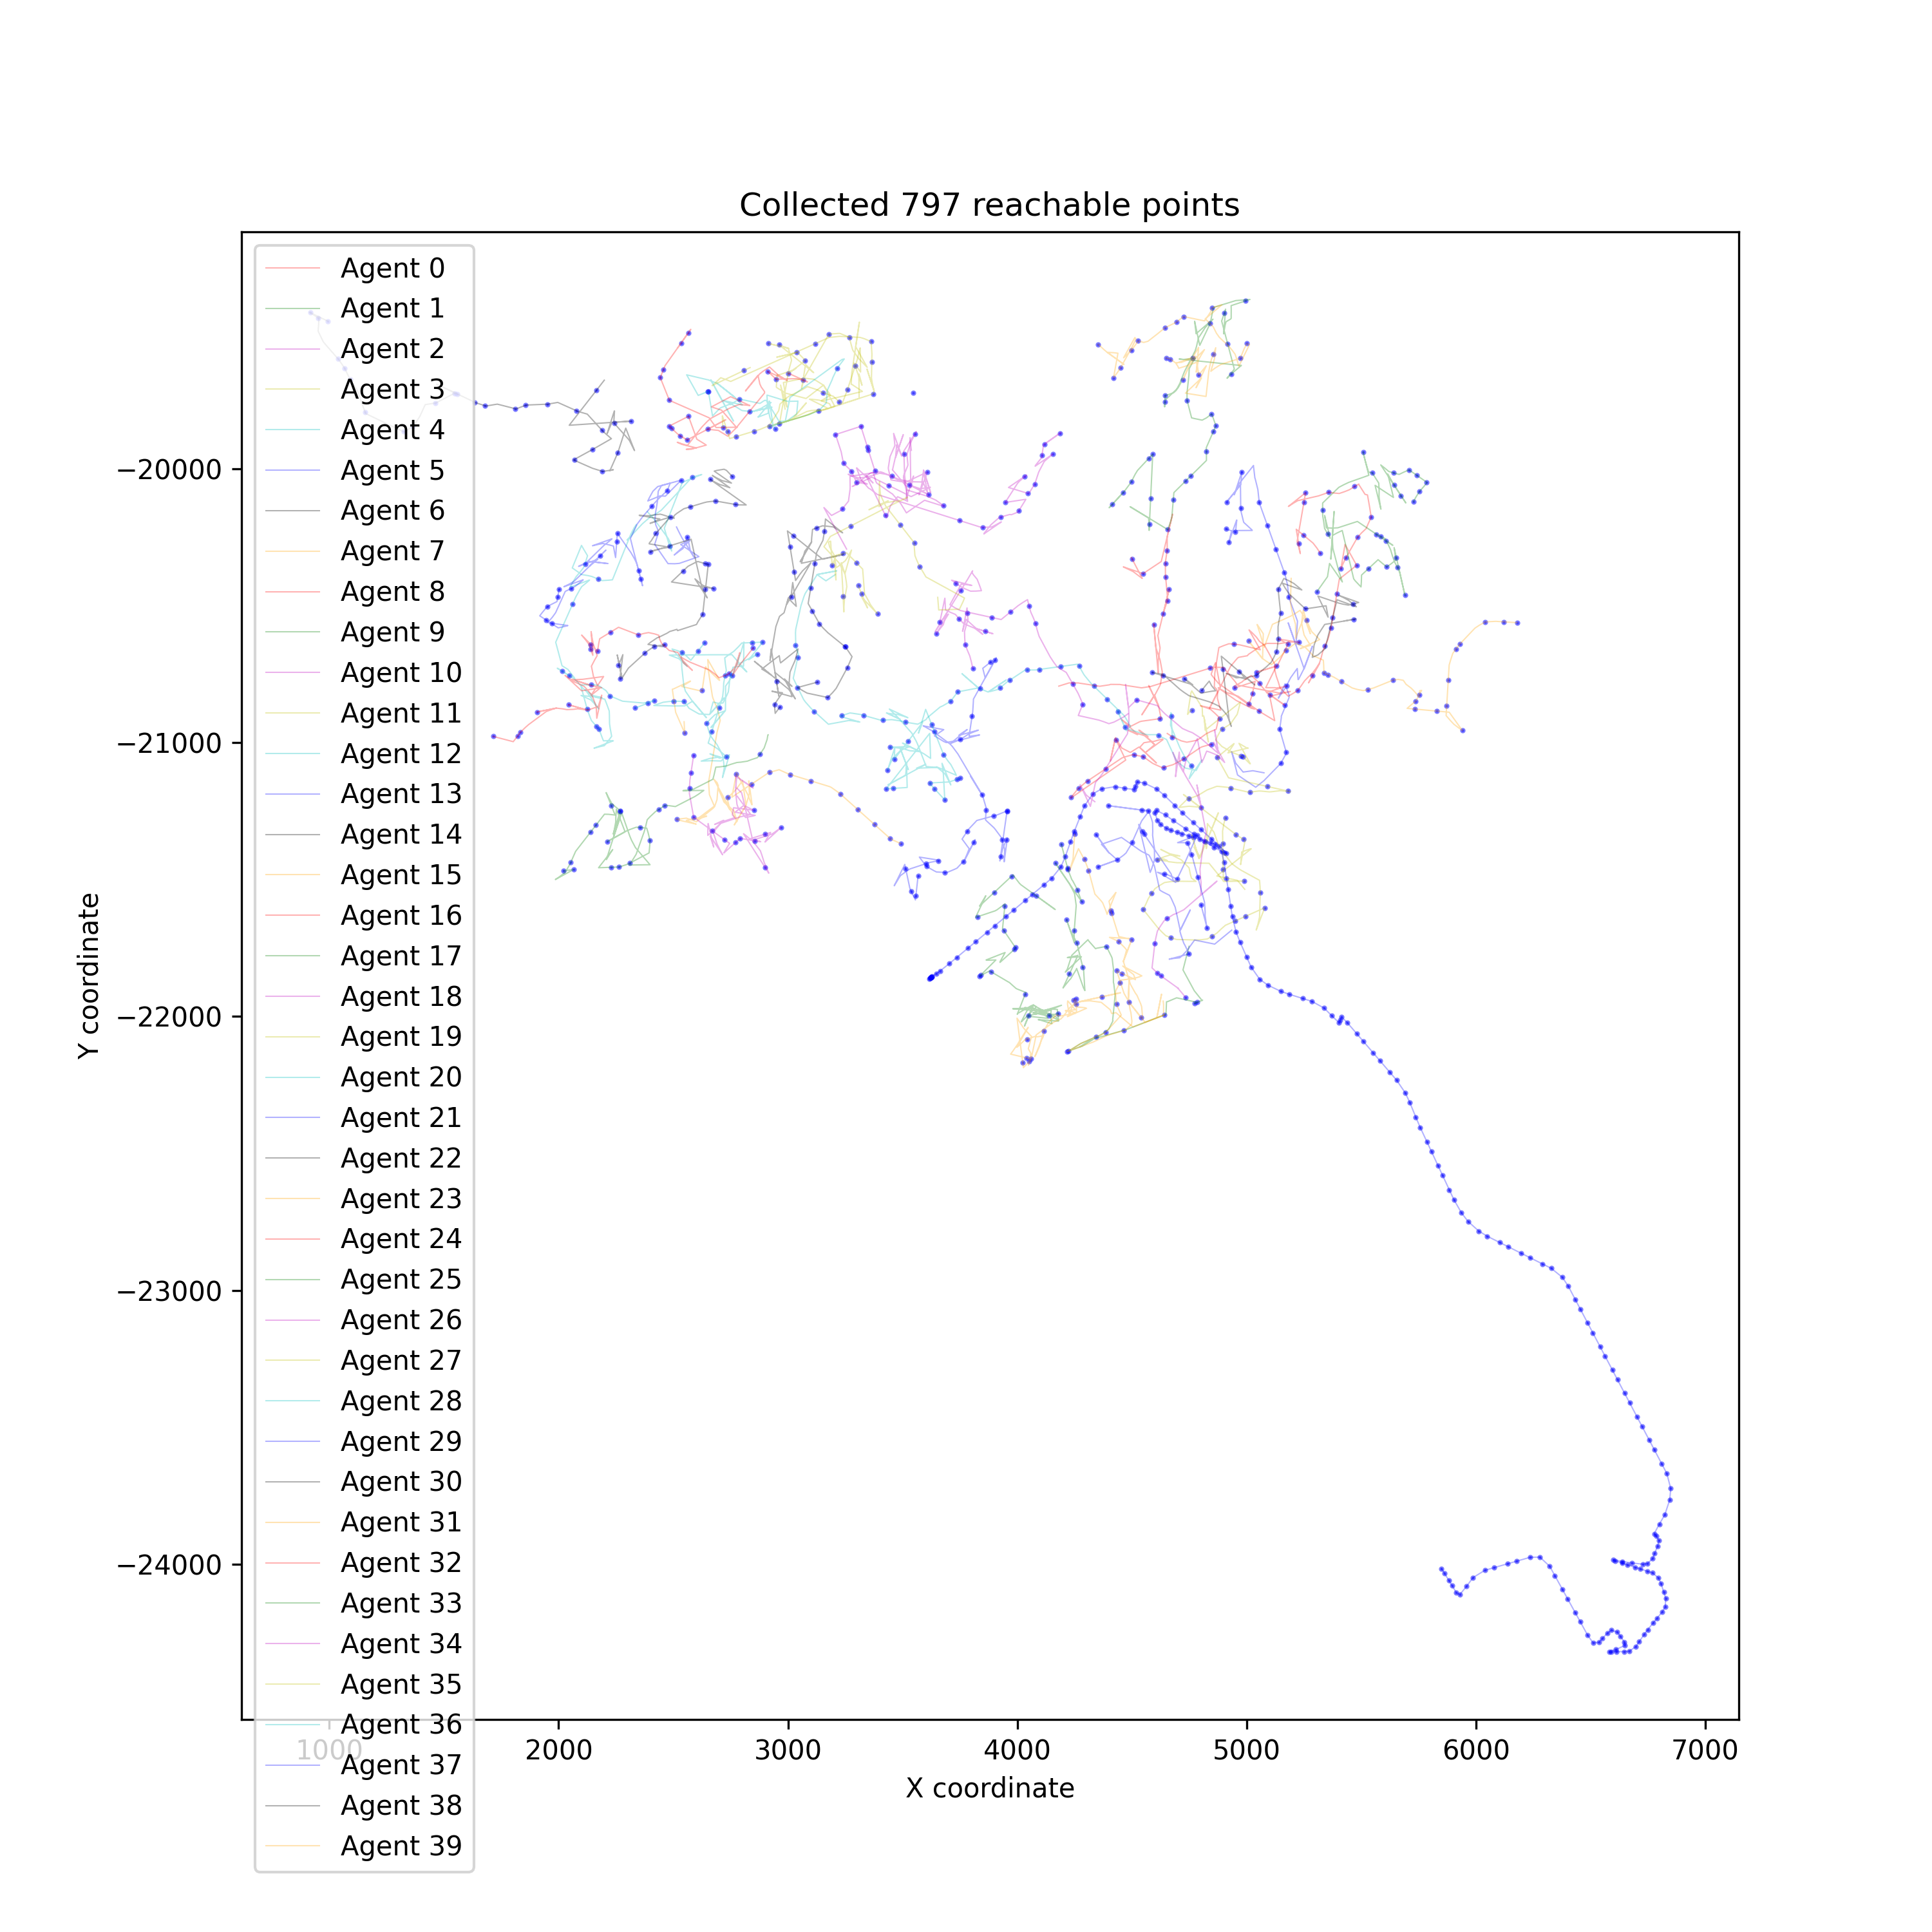 Collected 797 reachable points
Agent 0
Agent 1
Agent 2
Agent 3
Agent 4
Agent 5
Agent 6
Agent 7
Agent 8
Agent 9
Agent 10
Agent 11
Agent 12
Agent 13
Agent 14
Agent 15
Agent 16
Agent 17
Agent 18
Agent 19
Agent 20
Agent 21
Agent 22
Agent 23
Agent 24
Agent 25
Agent 26
Agent 27
Agent 28
Agent 29
Agent 30
Agent 31
Agent 32
Agent 33
Agent 34
Agent 35
Agent 36
Agent 37
Agent 38
Agent 39
−20000
−21000
−22000
−23000
−24000
Y coordinate
1000 2000 3000 4000 5000 6000 7000
X coordinate